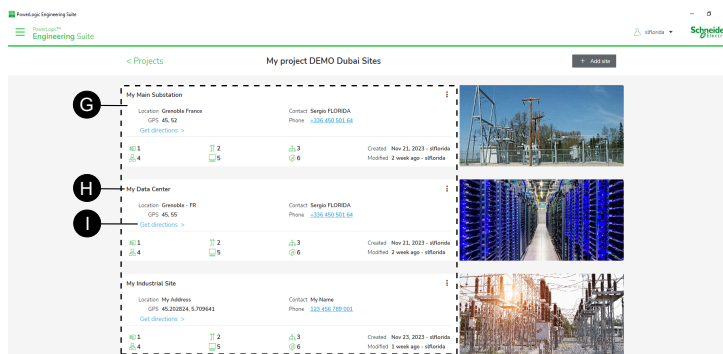 PowerLogic Engineering Suite
PowerLogic™
Engineering Suite
slflorida
Schneide
Electr
< Projects
My project DEMO Dubai Sites
+ Add site
G
My Main Substation
Location Grenoble France
Contact Sergio FLORIDA
GPS 45, 52
Phone +336 450 501 64
Get directions >
1 2 3
Created Nov 21, 2023 - slflorida
4 5 6
Modified 2 week ago - slflorida
H
My Data Center
Location Grenoble - FR
Contact Sergio FLORIDA
GPS 45, 55
Phone +336 450 501 64
I
Get directions >
1 2 3
Created Nov 21, 2023 - slflorida
4 5 6
Modified 2 week ago - slflorida
My Industrial Site
Location My Address
Contact My Name
GPS 45.202824, 5.709641
Phone 123 456 789 001
Get directions >
1 2 3
Created Nov 23, 2023 - slflorida
4 5 6
Modified 1 week ago - slflorida